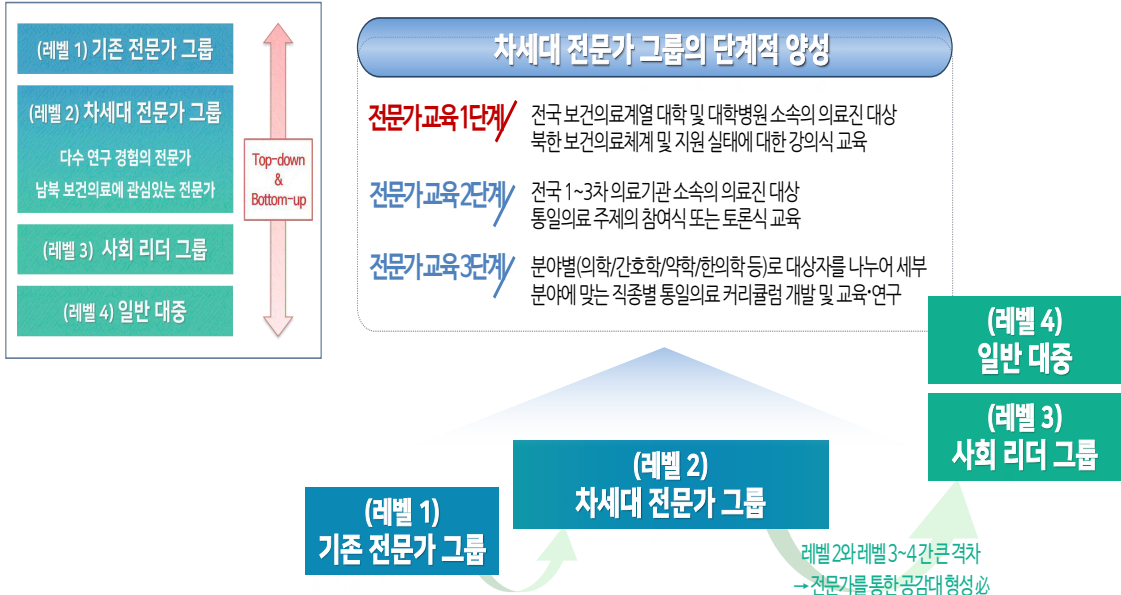 (레벨 1) 기존 전문가 그룹
(레벨 2) 차세대 전문가 그룹
다수 연구 경험의 전문가
남북 보건의료에 관심있는 전문가
(레벨 3) 사회 리더 그룹
(레벨 4) 일반 대중
Top-down
&
Bottom-up
차세대 전문가 그룹의 단계적 양성
전문가 교육 1단계
전국 보건의료계열 대학 및 대학병원 소속의 의료진 대상
북한 보건의료체계 및 지원 실태에 대한 강의식 교육
전문가 교육 2단계
전국 1~3차 의료기관 소속의 의료진 대상
통일의료 주제의 참여식 또는 토론식 교육
전문가 교육 3단계
분야별(의학/간호학/약학/한의학 등)로 대상자를 나누어 세부
분야에 맞는 직종별 통일의료 커리큘럼 개발 및 교육·연구
(레벨 4)
일반 대중
(레벨 3)
사회 리더 그룹
(레벨 2)
차세대 전문가 그룹
(레벨 1)
기존 전문가 그룹
레벨 2와 레벨 3~4 간 큰 격차
→ 전문가를 통한 공감대 형성 必